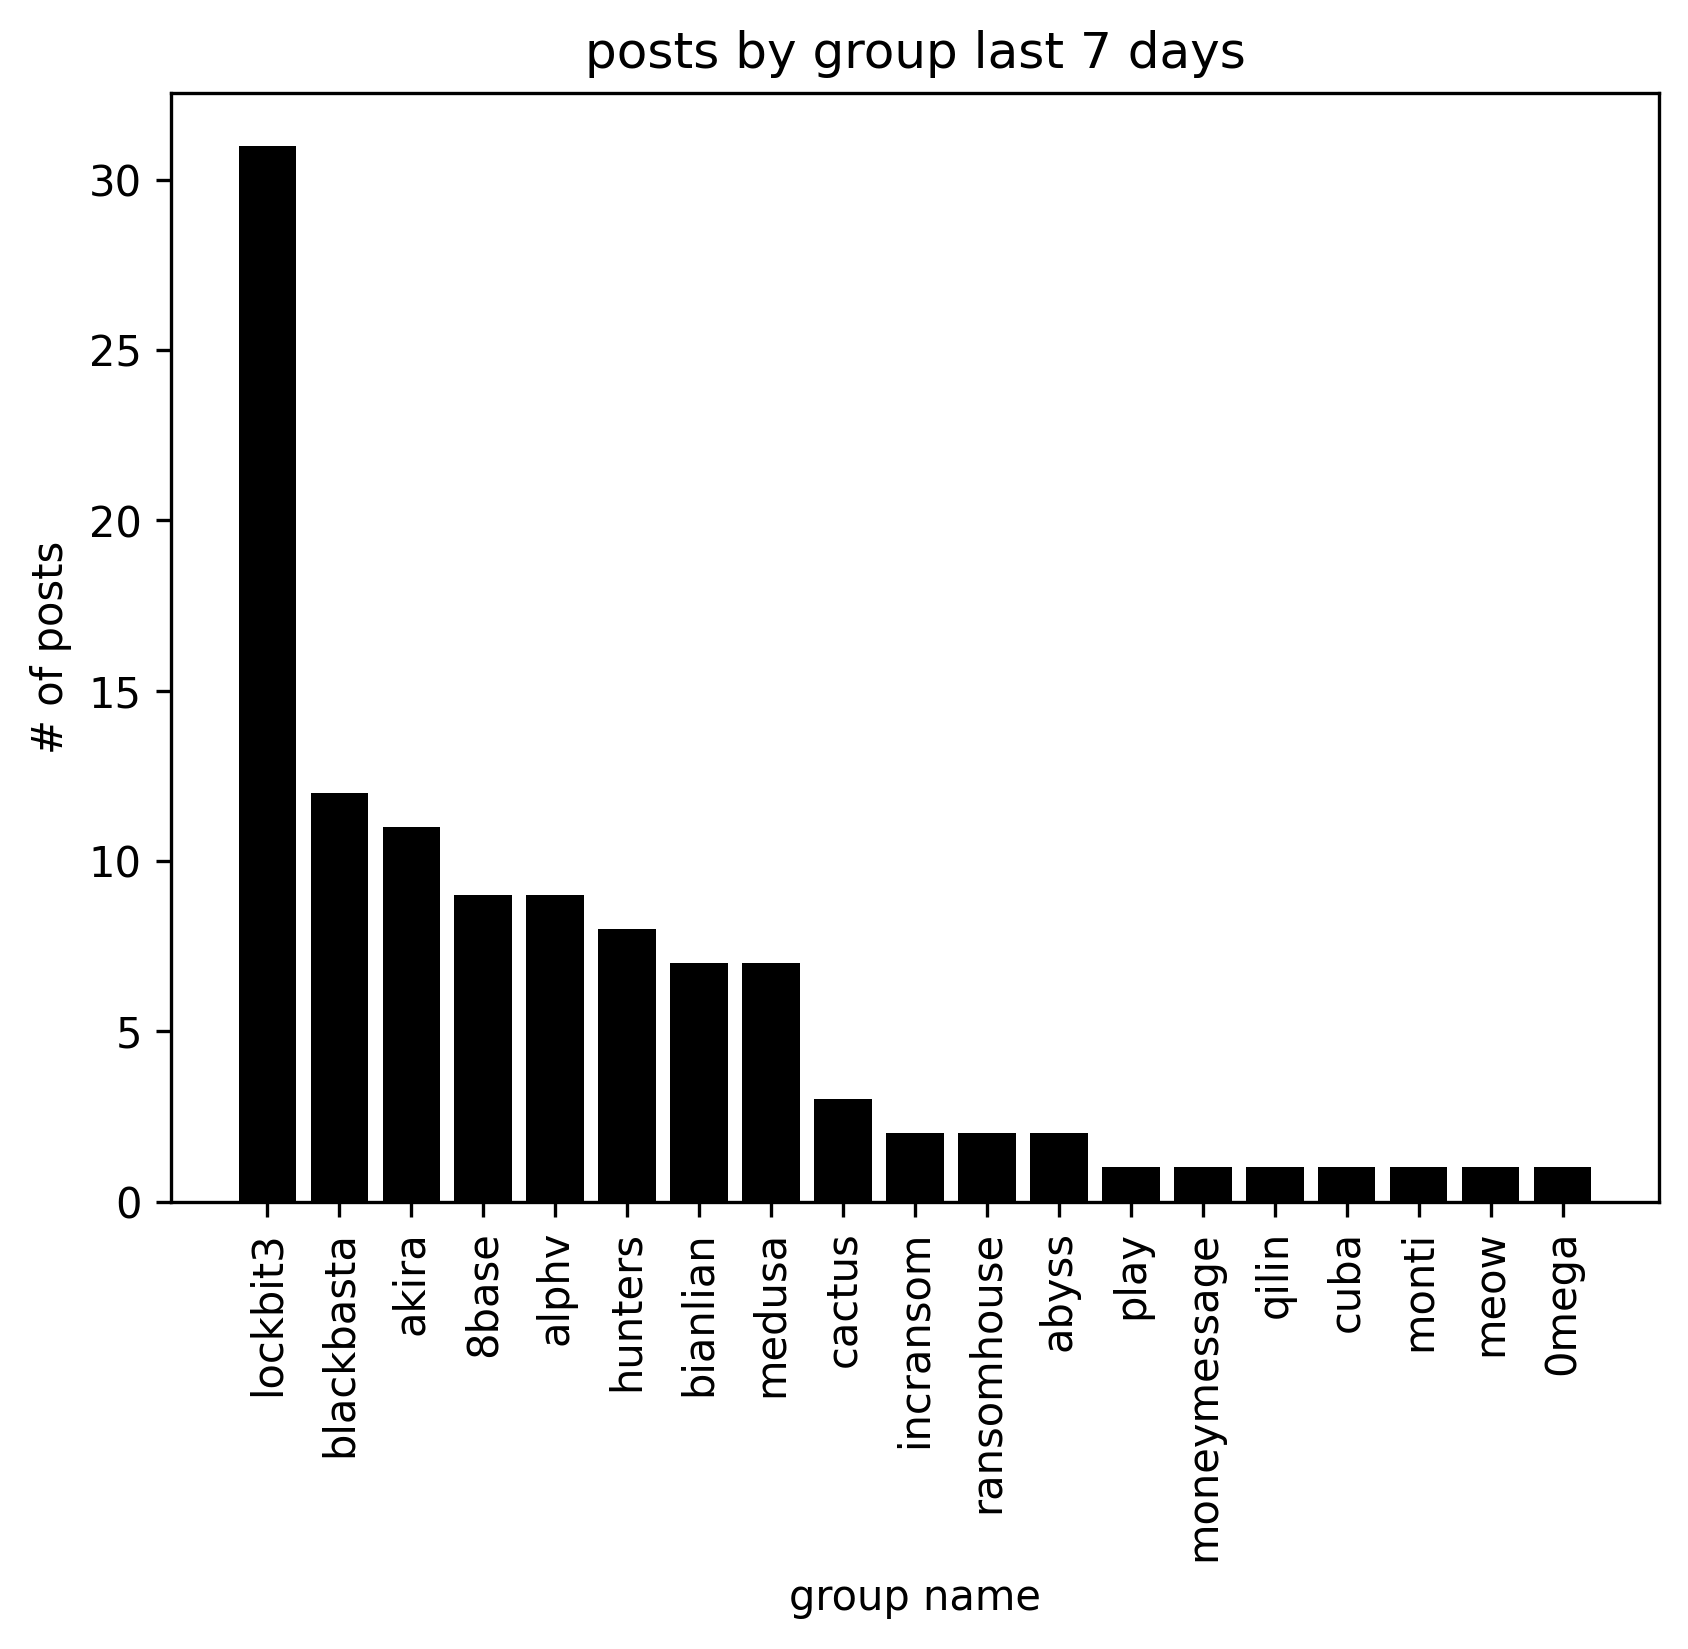 posts by group last 7 days
30
25
20
15
10
5
0
# of posts
lockbit3
blackbasta
akira
8base
alphv
hunters
bianlian
medusa
cactus
incransom
ransomhouse
abyss
play
moneymessage
qilin
cuba
monti
meow
0mega
group name